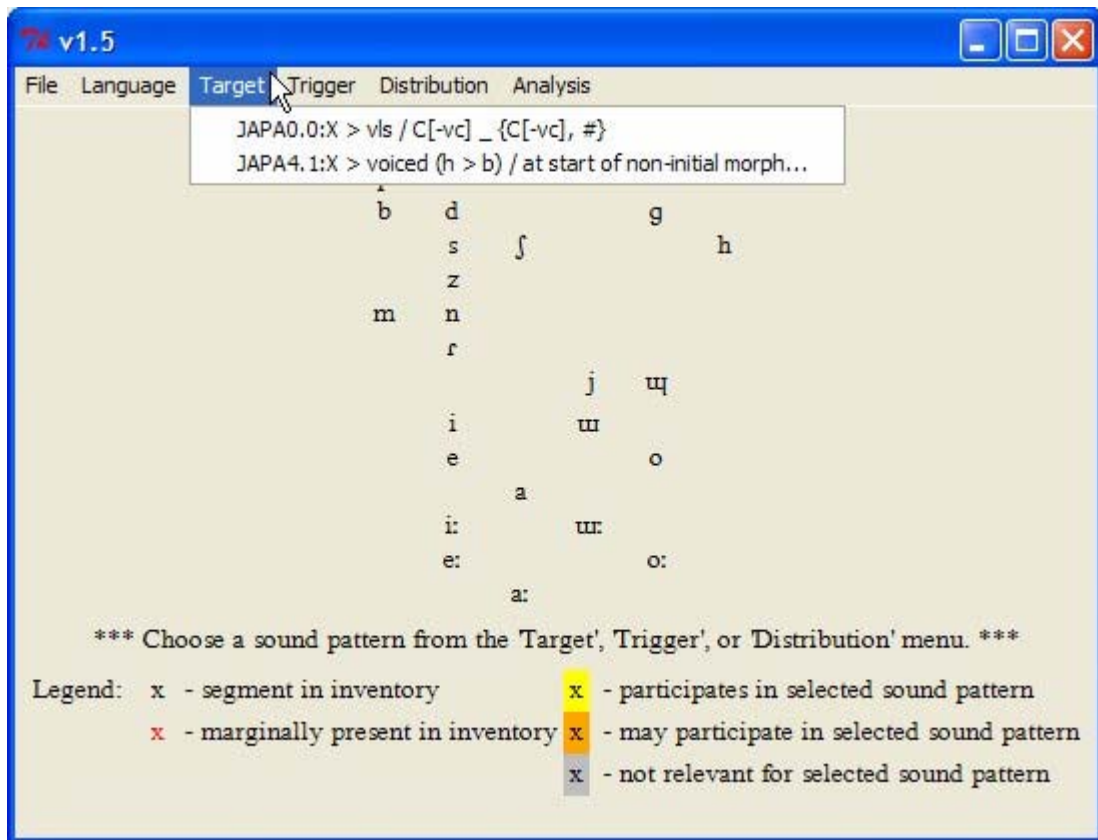 v1.5
File Language Target Trigger Distribution Analysis
JAPA0.0:X > vls / C[-vc] _ {C[-vc], #}
JAPA4.1:X > voiced (h > b) / at start of non-initial morph...
b d g
s ʃ h
z
m n
ɾ
j ɰ
i ɯ
e o
a
iː ɯː
eː oː
aː
*** Choose a sound pattern from the 'Target', 'Trigger', or 'Distribution' menu. ***
Legend: x - segment in inventory x - participates in selected sound pattern
x - marginally present in inventory x - may participate in selected sound pattern
x - not relevant for selected sound pattern